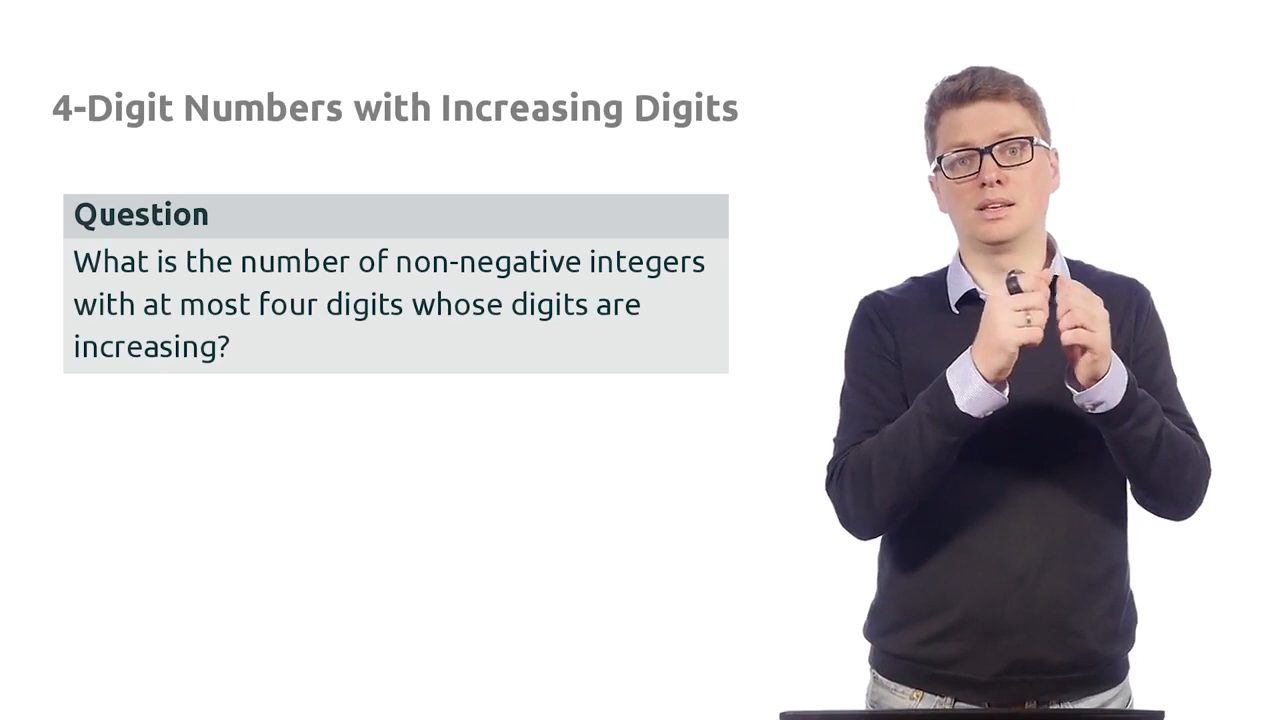 4-Digit Numbers with Increasing Digits
Question
What is the number of non-negative integers
with at most four digits whose digits are
increasing?